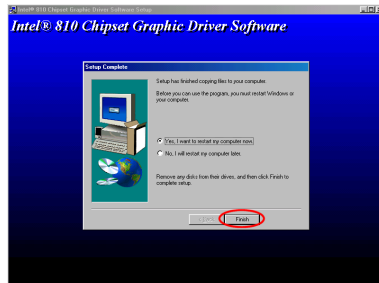 Intel® 810 Chipset Graphic Driver Software Setup
Intel® 810 Chipset Graphic Driver Software
Setup Complete
Setup has finished copying files to your computer.
Before you can use the program, you must restart Windows or
your computer.
Yes, I want to restart my computer now.
No, I will restart my computer later.
Remove any disks from their drives, and then click Finish to
complete setup.
< Back
Finish